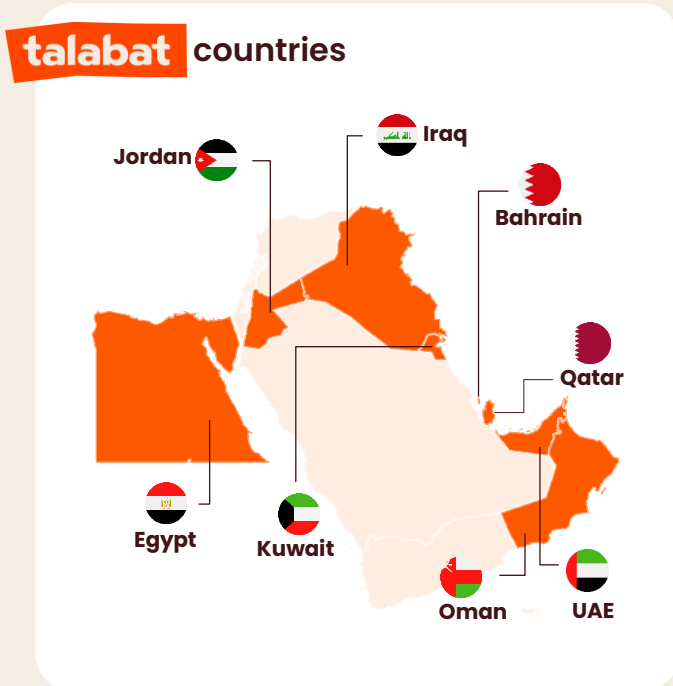 talabat countries
Iraq
Jordan
Bahrain
Qatar
Egypt
Kuwait
Oman
UAE